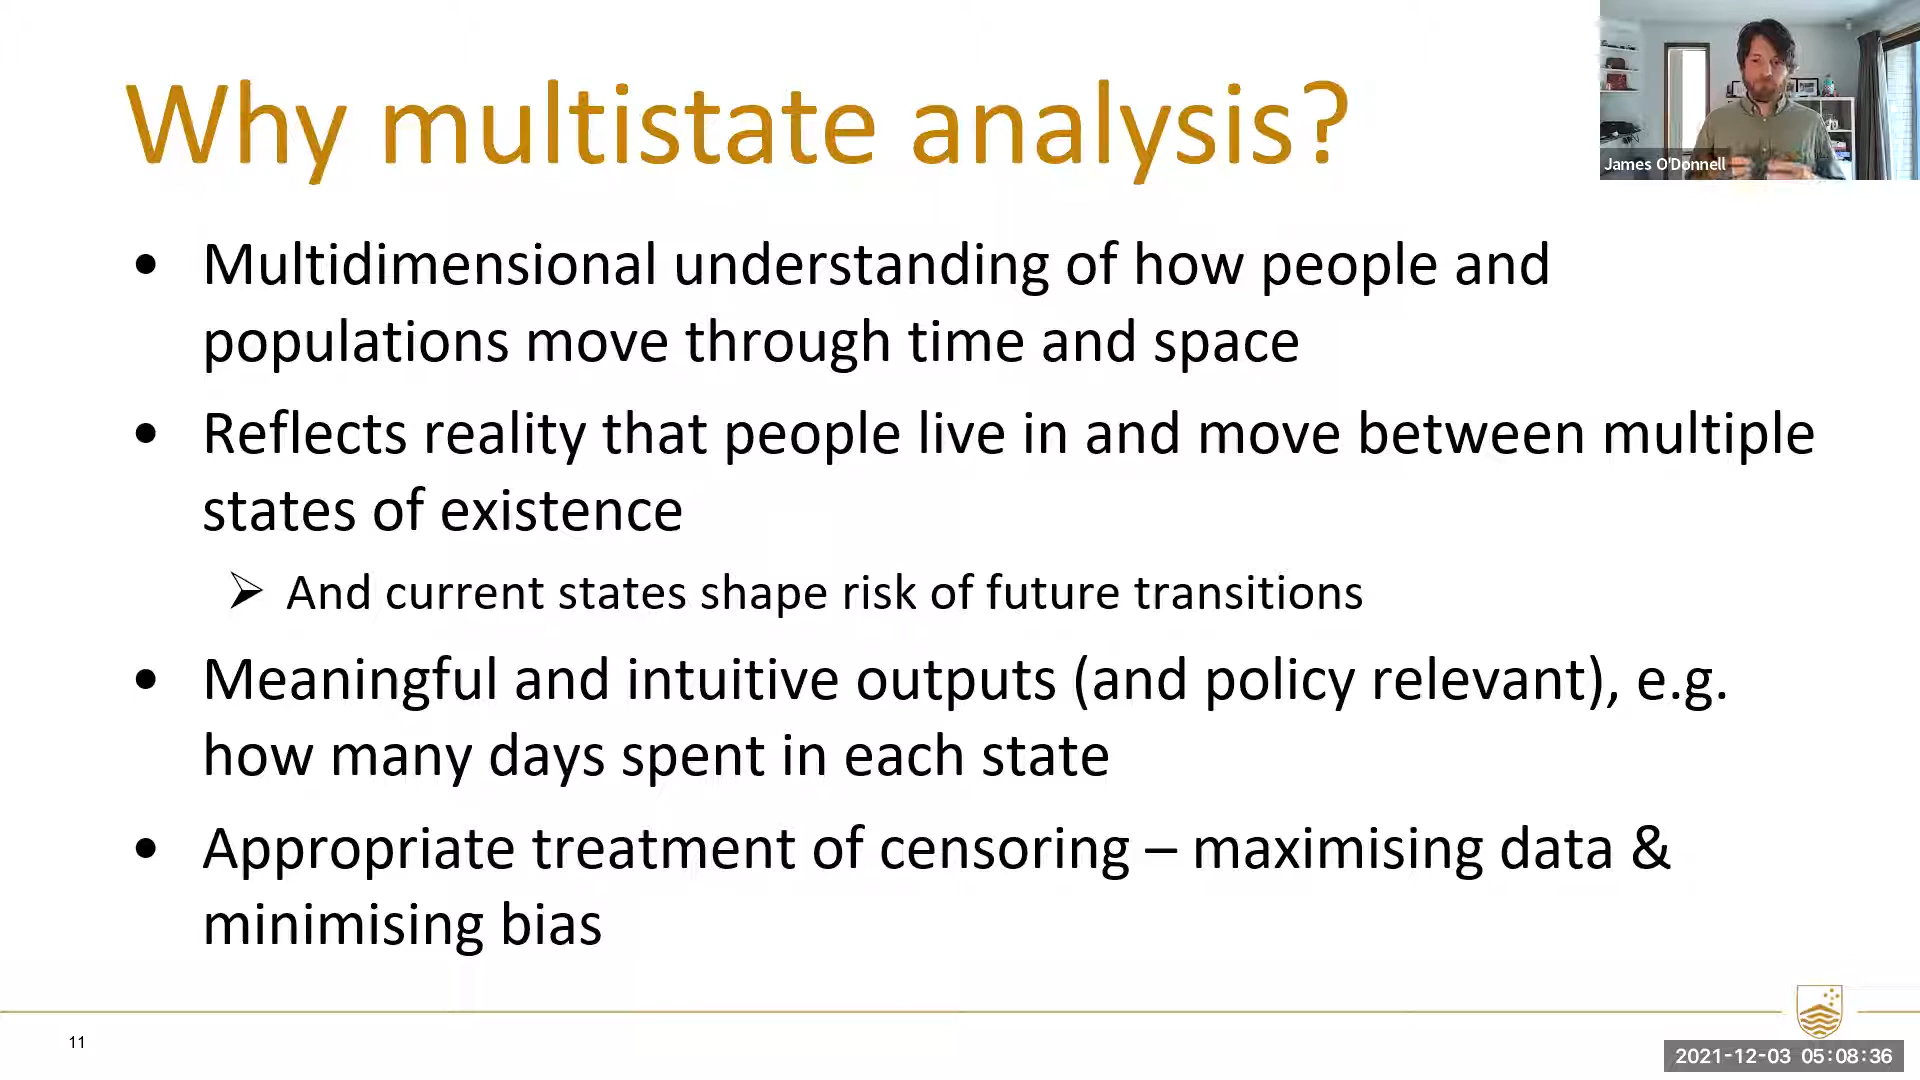 Why multistate analysis?
James O'Donnell
• Multidimensional understanding of how people and
populations move through time and space
• Reflects reality that people live in and move between multiple
states of existence
➢ And current states shape risk of future transitions
• Meaningful and intuitive outputs (and policy relevant), e.g.
how many days spent in each state
• Appropriate treatment of censoring – maximising data &
minimising bias
11
2021-12-03 05:08:36